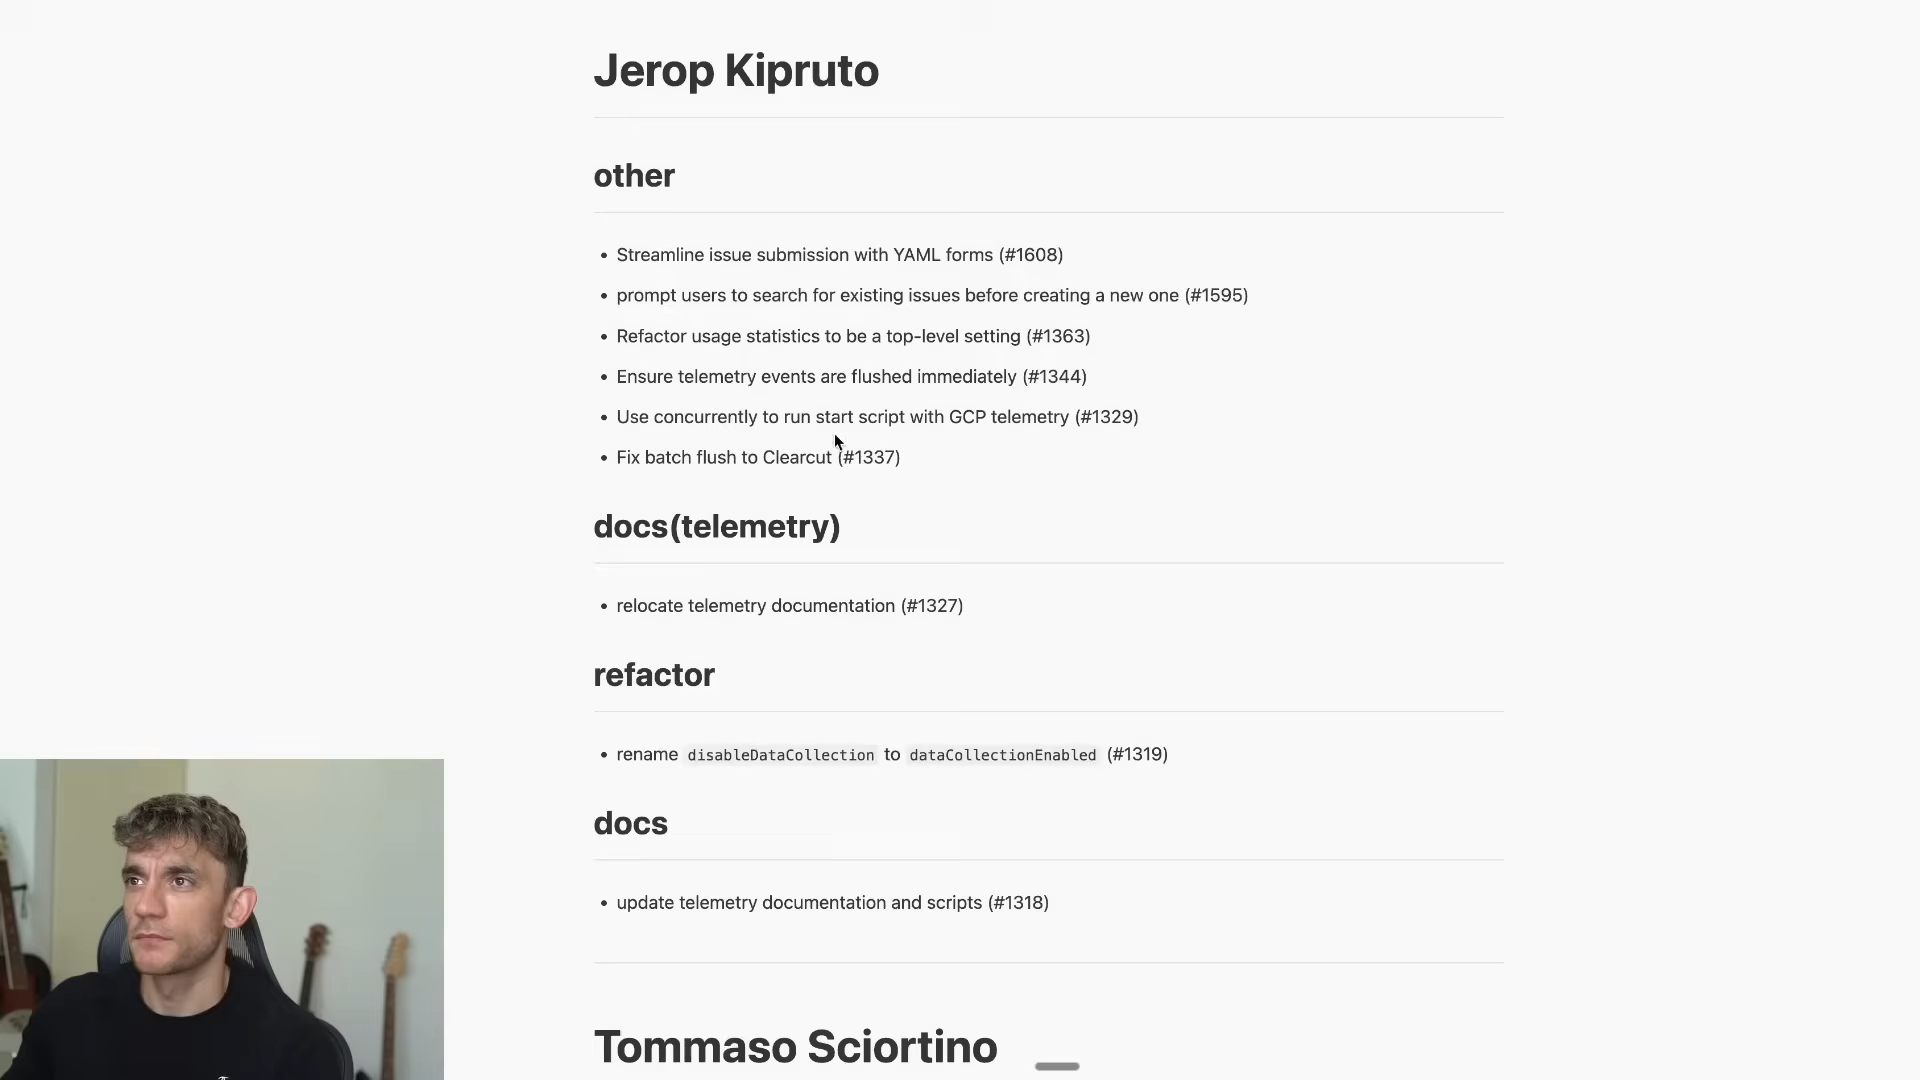 Jerop Kipruto
other
• Streamline issue submission with YAML forms (#1608)
• prompt users to search for existing issues before creating a new one (#1595)
• Refactor usage statistics to be a top-level setting (#1363)
• Ensure telemetry events are flushed immediately (#1344)
• Use concurrently to run start script with GCP telemetry (#1329)
• Fix batch flush to Clearcut (#1337)
docs(telemetry)
• relocate telemetry documentation (#1327)
refactor
• rename disableDataCollection to dataCollectionEnabled (#1319)
docs
• update telemetry documentation and scripts (#1318)
Tommaso Sciortino